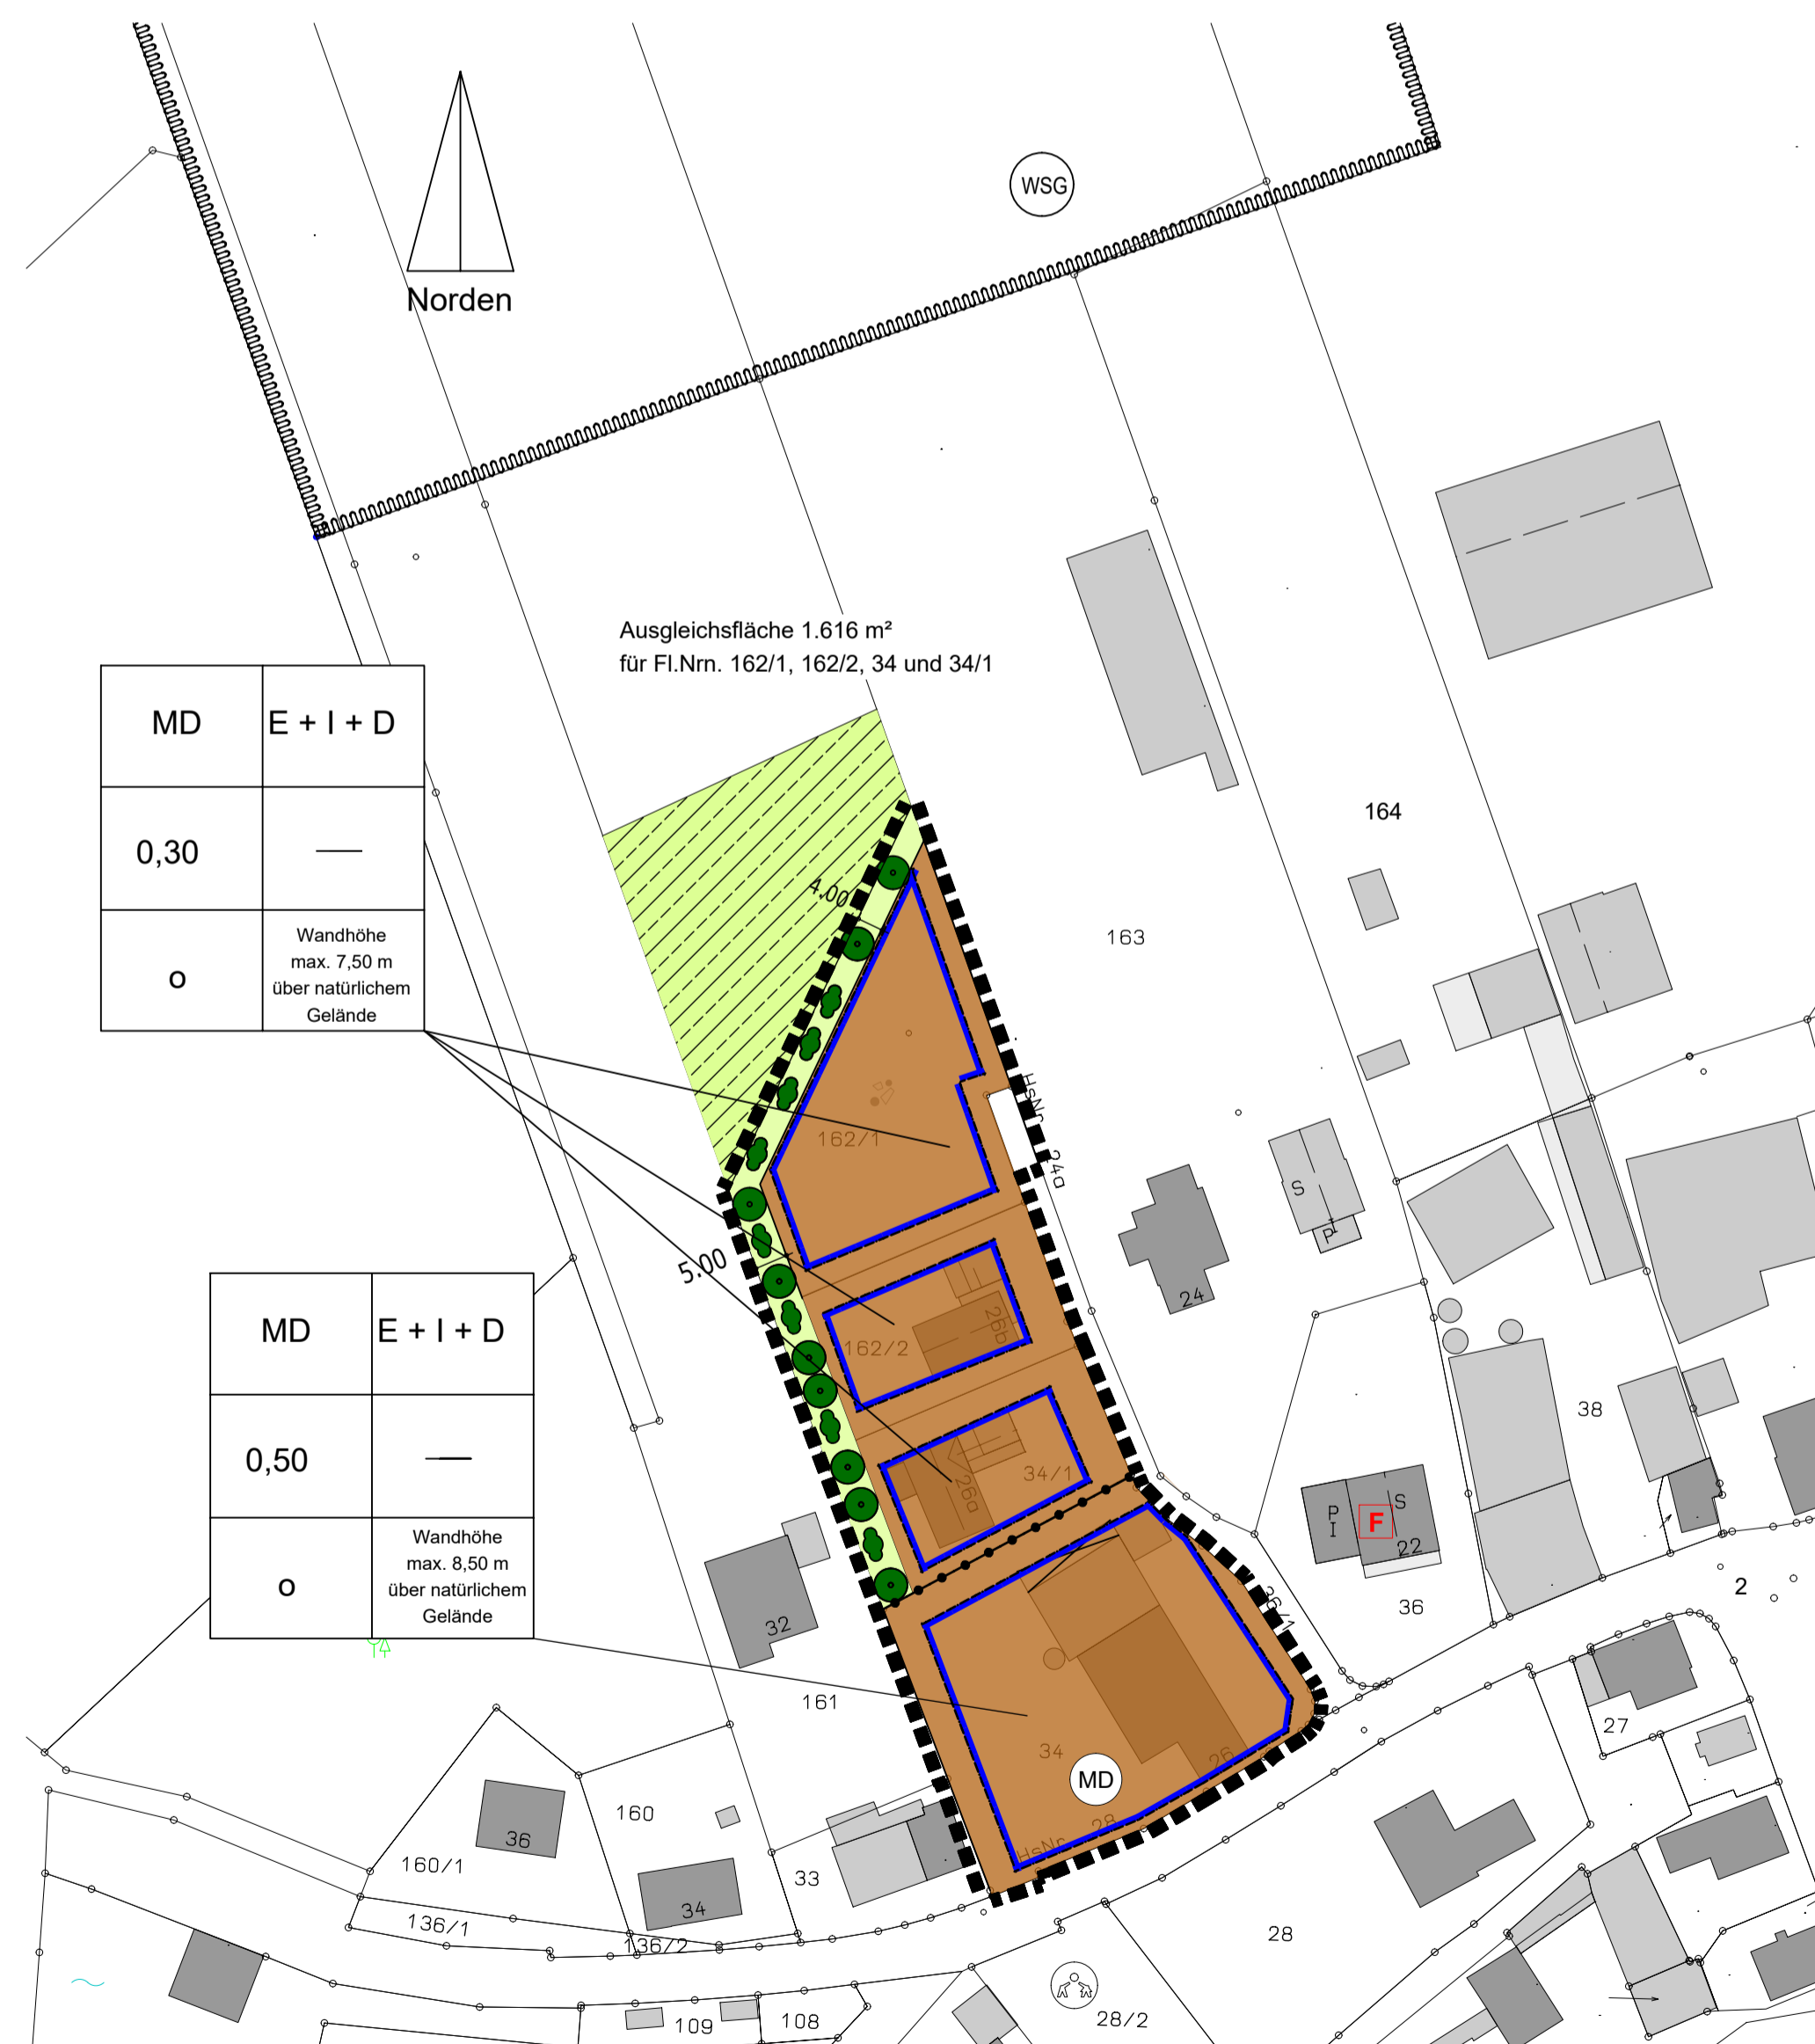 WSG
Norden
Ausgleichsfläche 1.616 m²
für Fl.Nrn. 162/1, 162/2, 34 und 34/1
MD
E + I + D
0,30
—
o
Wandhöhe
max. 7,50 m
über natürlichem
Gelände
164
4.00
163
HsNr. 24a
162/1
S
P
I
24
5.00
26b
162/2
MD
E + I + D
0,50
—
o
Wandhöhe
max. 8,50 m
über natürlichem
Gelände
38
34/1
26a
P
I
S
F
22
2
36
36/1
32
161
34
26
MD
27
28
HsNr.
160
36
160/1
33
34
136/1
136/2
28
109
108
28/2